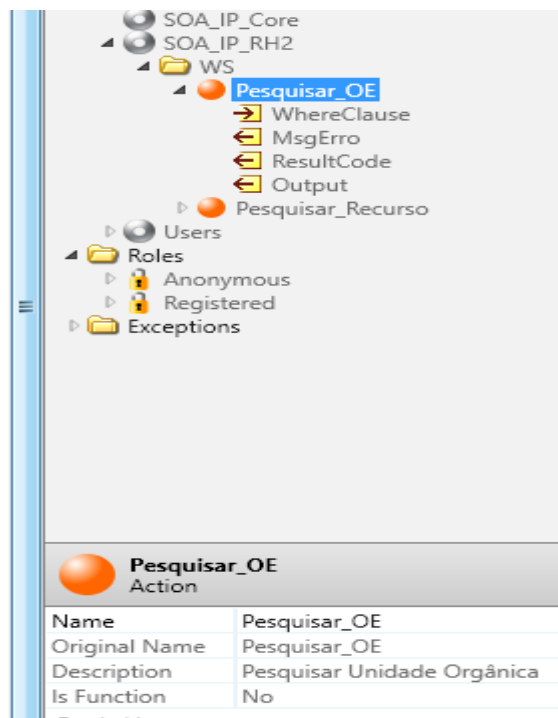 SOA_IP_Core
SOA_IP_RH2
WS
Pesquisar_OE
WhereClause
MsgErro
ResultCode
Output
Pesquisar_Recurso
Users
Roles
Anonymous
Registered
Exceptions
Pesquisar_OE
Action
Name Pesquisar_OE
Original Name Pesquisar_OE
Description Pesquisar Unidade Orgânica
Is Function No